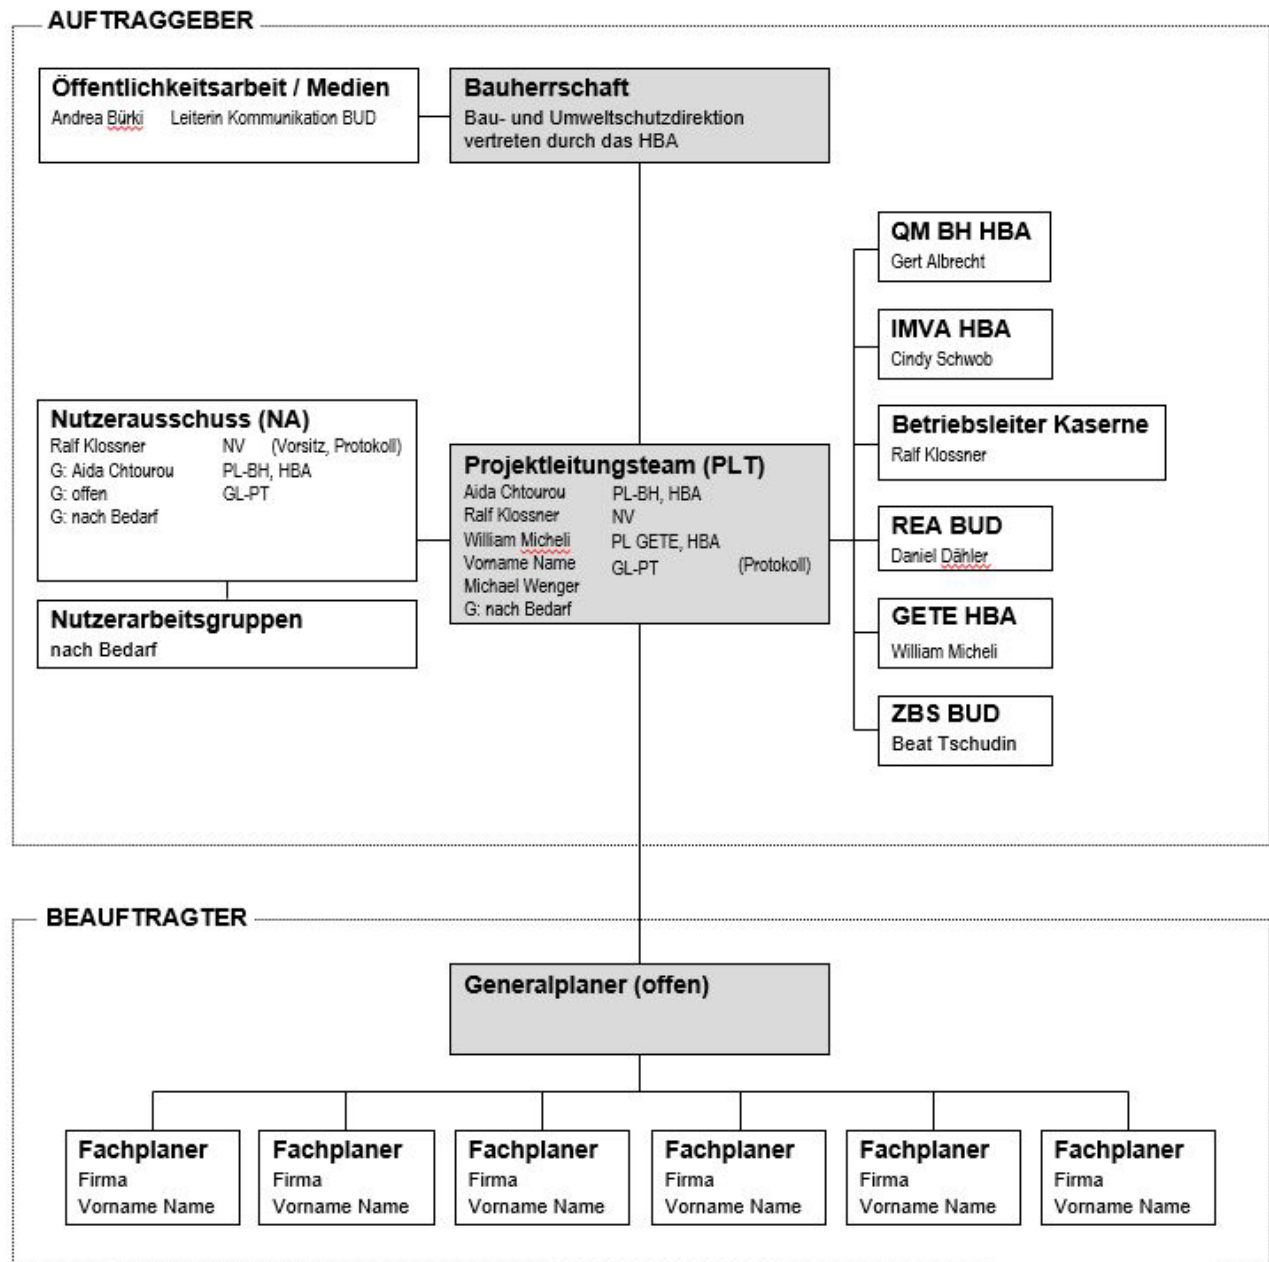 AUFTRAGGEBER
Öffentlichkeitsarbeit / Medien
Andrea Bürki Leiterin Kommunikation BUD
Bauherrschaft
Bau- und Umweltschutzdirektion
vertreten durch das HBA
QM BH HBA
Gert Albrecht
IMVA HBA
Cindy Schwob
Betriebsleiter Kaserne
Ralf Klossner
Nutzerausschuss (NA)
Ralf Klossner NV (Vorsitz, Protokoll)
G: Aida Chtourou PL-BH, HBA
G: offen GL-PT
G: nach Bedarf
Projektleitungsteam (PLT)
Aida Chtourou PL-BH, HBA
Ralf Klossner NV
William Micheli PL GETE, HBA
Vorname Name GL-PT (Protokoll)
Michael Wenger
G: nach Bedarf
REA BUD
Daniel Dähler
Nutzerarbeitsgruppen
nach Bedarf
GETE HBA
William Micheli
ZBS BUD
Beat Tschudin
BEAUFTRAGTER
Generalplaner (offen)
Fachplaner
Firma
Vorname Name
Fachplaner
Firma
Vorname Name
Fachplaner
Firma
Vorname Name
Fachplaner
Firma
Vorname Name
Fachplaner
Firma
Vorname Name
Fachplaner
Firma
Vorname Name